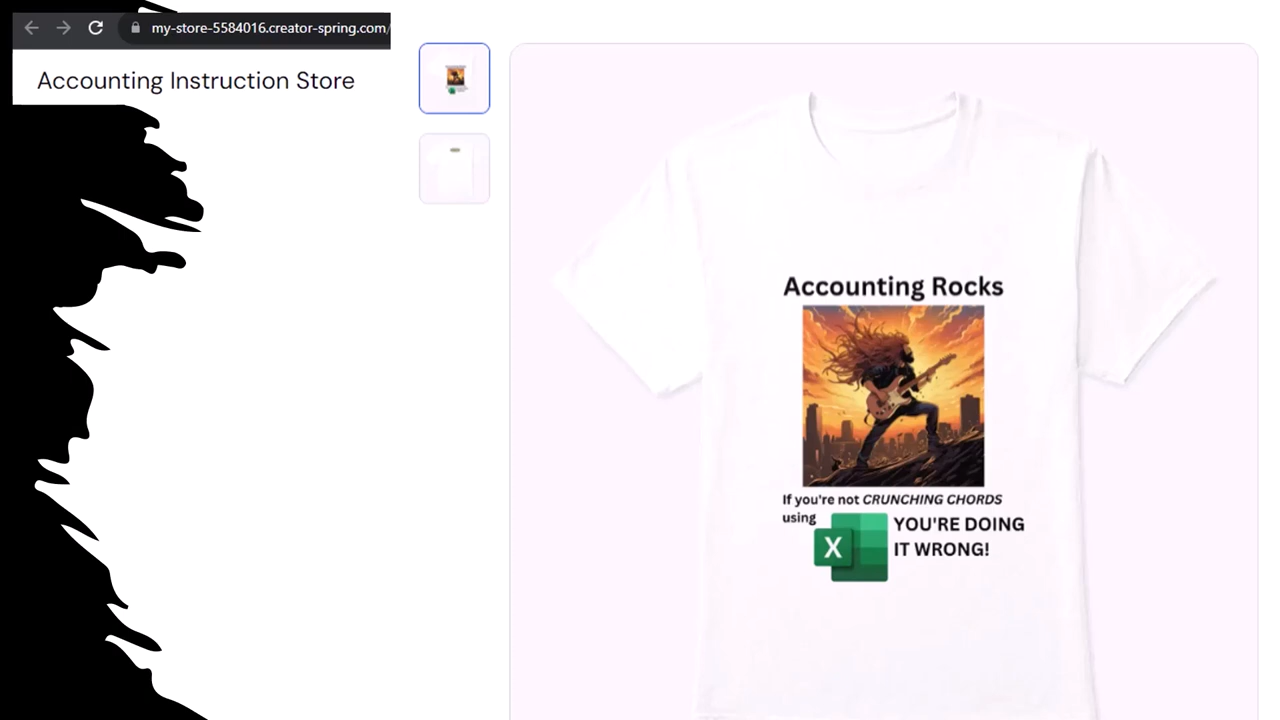 my-store-5584016.creator-spring.com/
Accounting Instruction Store
Accounting Rocks
If you're not CRUNCHING CHORDS
using
X
YOU'RE DOING
IT WRONG!